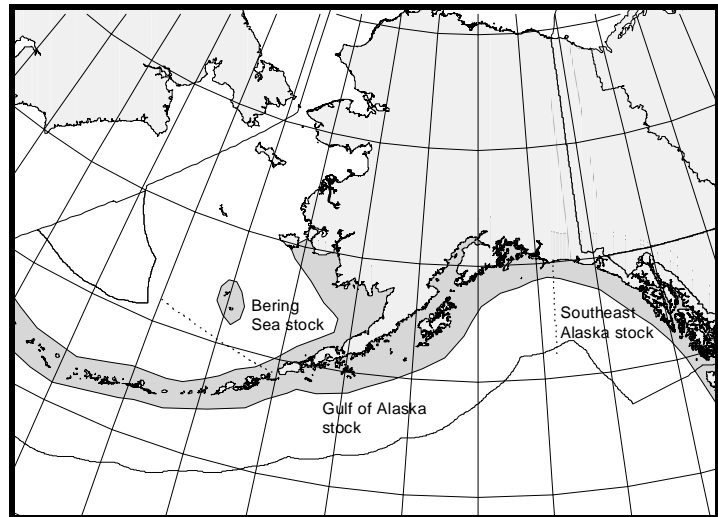 Bering
Sea stock
Southeast
Alaska stock
Gulf of Alaska
stock